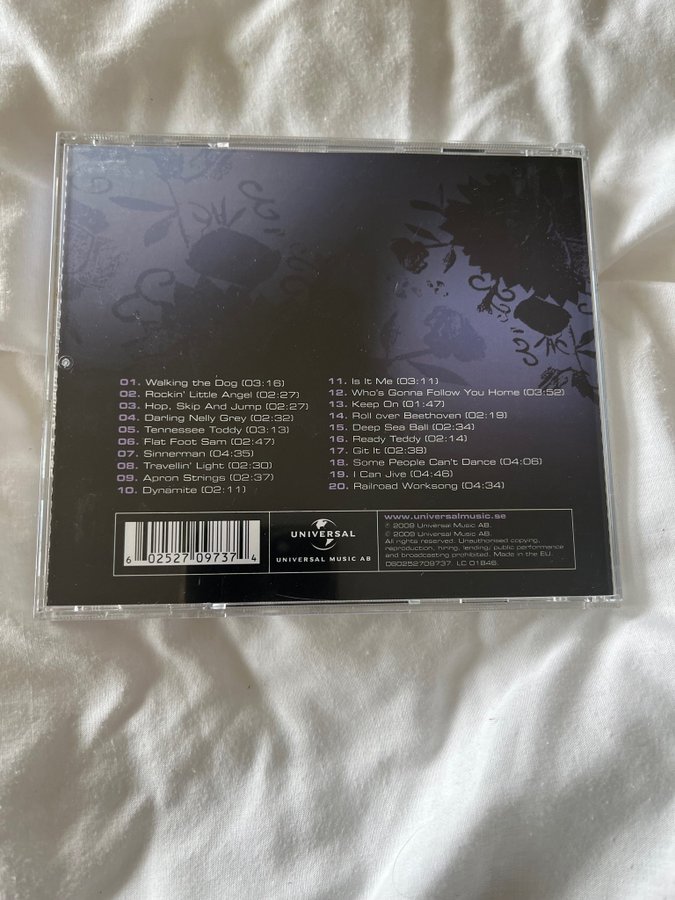 01. Walking the Dog (03:16)
02. Rockin' Little Angel (02:27)
03. Hop, Skip And Jump (02:27)
04. Darling Nelly Grey (02:32)
05. Tennessee Toddy (03:13)
06. Flat Foot Sam (02:47)
07. Sinnerman (04:35)
08. Travellin' Light (02:30)
09. Apron Strings (02:37)
10. Dynamite (02:11)
11. Is It Me (03:11)
12. Who's Gonna Follow You Home (03:52)
13. Keep On (01:47)
14. Roll over Beethoven (02:19)
15. Deep Sea Ball (02:34)
16. Ready Teddy (02:14)
17. Git It (02:38)
18. Some People Can't Dance (04:06)
19. I Can Jive (04:46)
20. Railroad Worksong (04:34)
6 02527 09737 4
UNIVERSAL
UNIVERSAL MUSIC AB
www.universalmusic.se
℗ 2009 Universal Music AB.
© 2009 Universal Music AB.
All rights reserved. Unauthorised copying,
reproduction, hiring, lending, public performance
and broadcasting prohibited. Made in the EU.
060252709737. LC 01846.